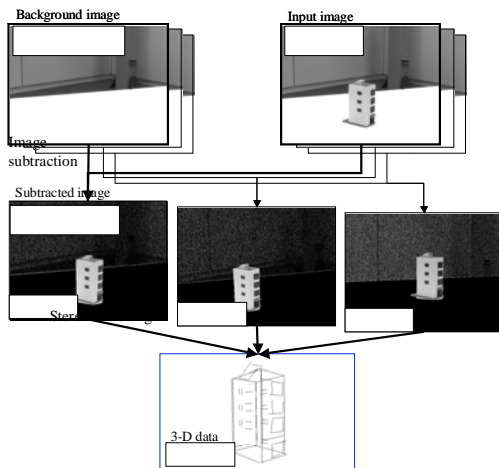 Background image
Input image
Image
subtraction
Subtracted image
3-D data